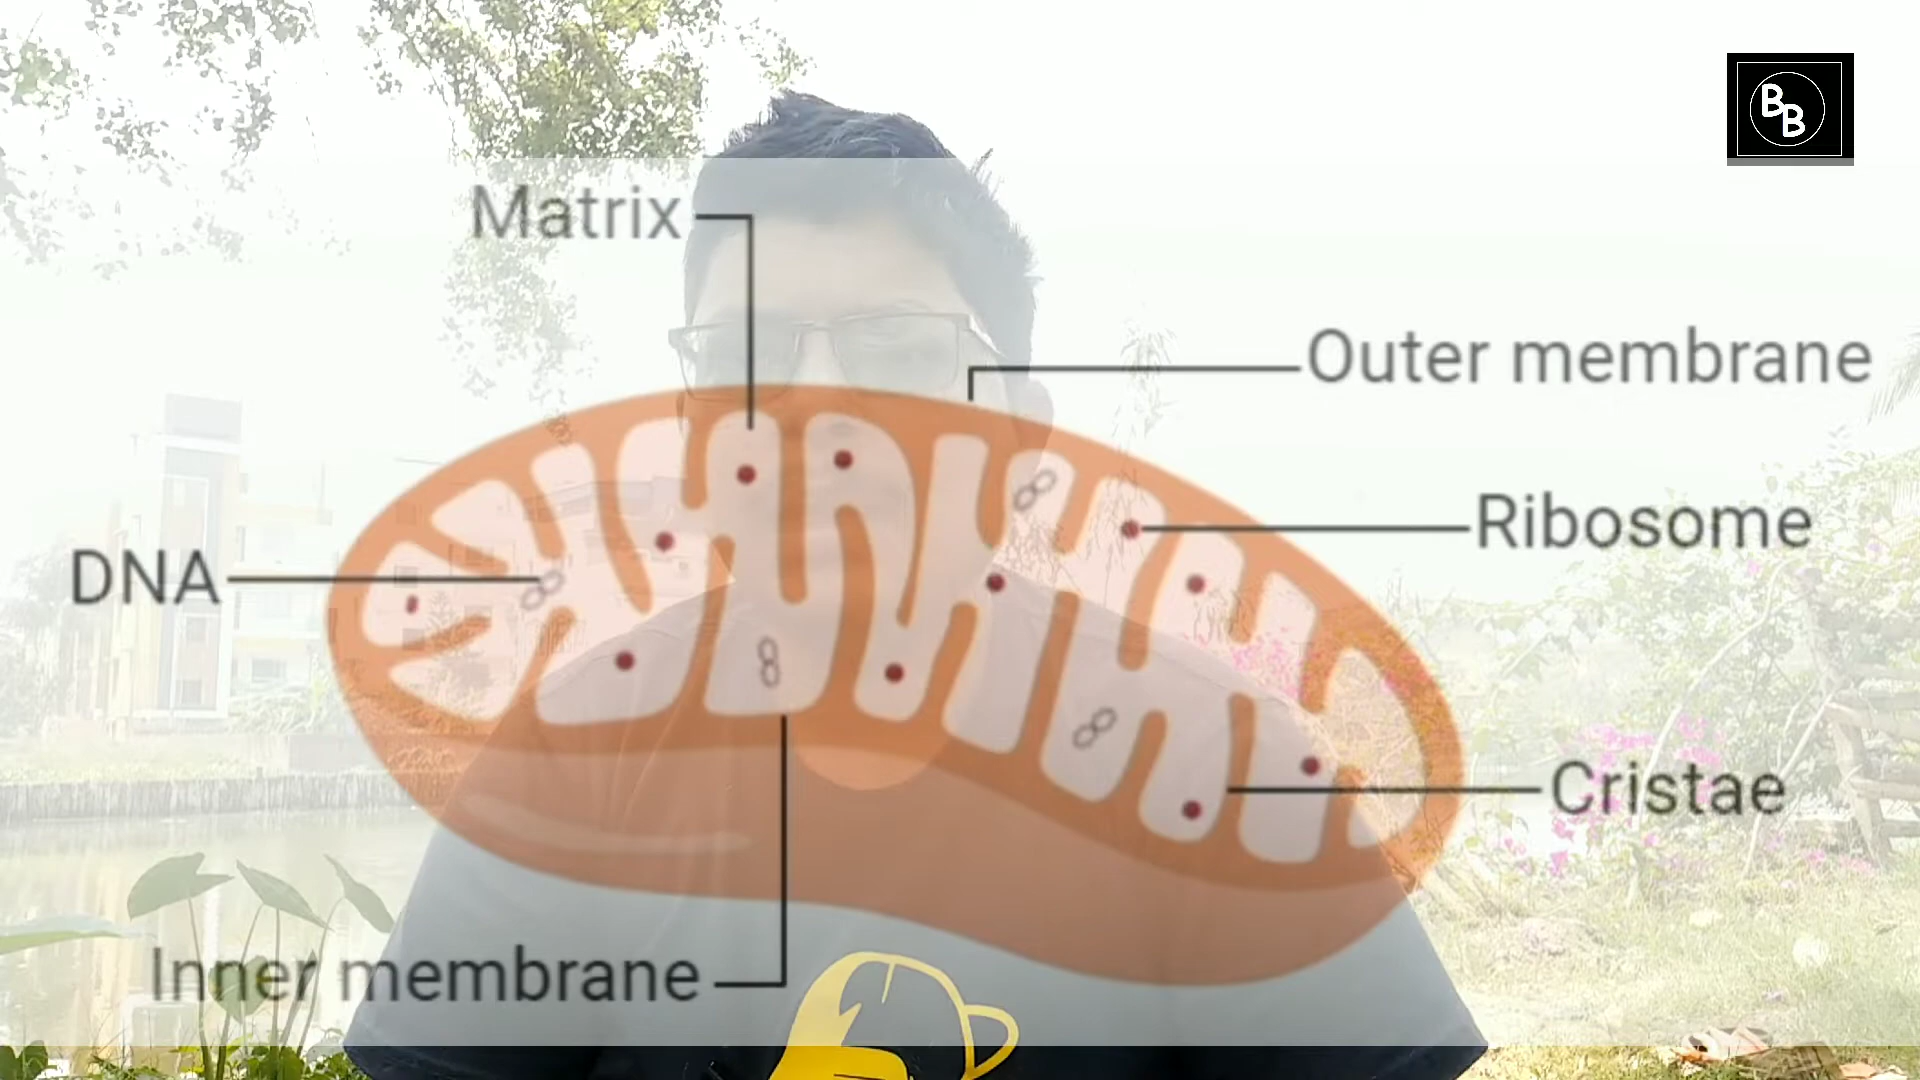 BB
Matrix
Outer membrane
Ribosome
DNA
Cristae
Inner membrane